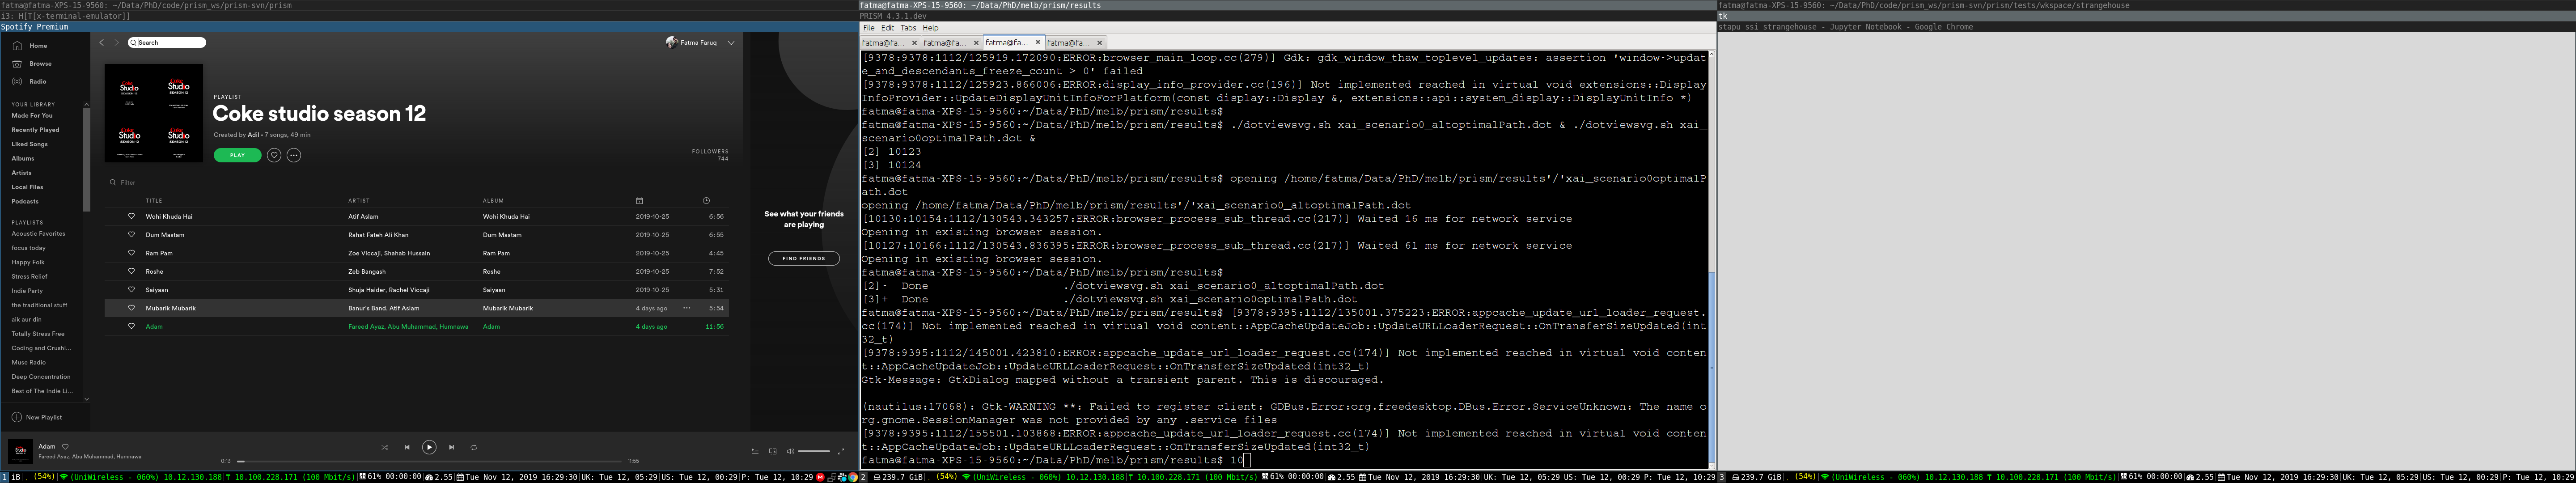 fatma@fatma-XPS-15-9560: ~/Data/PhD/code/prism_ws/prism-svn/prism
i3: H[T[x-terminal-emulator]]
Spotify Premium
Home
Browse
Radio
YOUR LIBRARY
Made For You
Recently Played
Liked Songs
Albums
Artists
Local Files
Podcasts
PLAYLISTS
Acoustic Favorites
focus today
Happy Folk
Stress Relief
Indie Party
the traditional stuff
aik aur din
Totally Stress Free
Coding and Crushi...
Muse Radio
Deep Concentration
Best of The Indie Li...
New Playlist
Search
Fatma Faruq
PLAYLIST
Coke studio season 12
Created by Adil • 7 songs, 49 min
PLAY
FOLLOWERS
744
Filter
TITLE ARTIST ALBUM
Wohi Khuda Hai Atif Aslam Wohi Khuda Hai 2019-10-25 6:56
Dum Mastam Rahat Fateh Ali Khan Dum Mastam 2019-10-25 6:55
Ram Pam Zoe Viccaji, Shahab Hussain Ram Pam 2019-10-25 4:45
Roshe Zeb Bangash Roshe 2019-10-25 7:52
Saiyaan Shuja Haider, Rachel Viccaji Saiyaan 2019-10-25 5:31
Mubarik Mubarik Banur's Band, Atif Aslam Mubarik Mubarik 4 days ago ••• 5:54
Adam Fareed Ayaz, Abu Muhammad, Humnawa Adam 4 days ago 11:56
See what your friends
are playing
FIND FRIENDS
Adam
Fareed Ayaz, Abu Muhammad, Humnawa
0:13 11:55
1 iB| (54%)|(UniWireless - 060%) 10.12.130.188| 10.100.228.171 (100 Mbit/s)|61% 00:00:00|2.55|Tue Nov 12, 2019 16:29:30|UK: Tue 12, 05:29|US: Tue 12, 00:29|P: Tue 12, 10:29
fatma@fatma-XPS-15-9560: ~/Data/PhD/melb/prism/results
PRISM 4.3.1.dev
File Edit Tabs Help
fatma@fa... fatma@fa... fatma@fa... fatma@fa...
[9378:9378:1112/125919.172090:ERROR:browser_main_loop.cc(279)] Gdk: gdk_window_thaw_toplevel_updates: assertion 'window->updat
e_and_descendants_freeze_count > 0' failed
[9378:9378:1112/125923.866006:ERROR:display_info_provider.cc(196)] Not implemented reached in virtual void extensions::Display
InfoProvider::UpdateDisplayUnitInfoForPlatform(const display::Display &, extensions::api::system_display::DisplayUnitInfo *)
fatma@fatma-XPS-15-9560:~/Data/PhD/melb/prism/results$
fatma@fatma-XPS-15-9560:~/Data/PhD/melb/prism/results$ ./dotviewsvg.sh xai_scenario0_altoptimalPath.dot & ./dotviewsvg.sh xai_
scenario0optimalPath.dot &
[2] 10123
[3] 10124
fatma@fatma-XPS-15-9560:~/Data/PhD/melb/prism/results$ opening /home/fatma/Data/PhD/melb/prism/results'/'xai_scenario0optimalP
ath.dot
opening /home/fatma/Data/PhD/melb/prism/results'/'xai_scenario0_altoptimalPath.dot
[10130:10154:1112/130543.343257:ERROR:browser_process_sub_thread.cc(217)] Waited 16 ms for network service
Opening in existing browser session.
[10127:10166:1112/130543.836395:ERROR:browser_process_sub_thread.cc(217)] Waited 61 ms for network service
Opening in existing browser session.
fatma@fatma-XPS-15-9560:~/Data/PhD/melb/prism/results$
[2]- Done ./dotviewsvg.sh xai_scenario0_altoptimalPath.dot
[3]+ Done ./dotviewsvg.sh xai_scenario0optimalPath.dot
fatma@fatma-XPS-15-9560:~/Data/PhD/melb/prism/results$ [9378:9395:1112/135001.375223:ERROR:appcache_update_url_loader_request.
cc(174)] Not implemented reached in virtual void content::AppCacheUpdateJob::UpdateURLLoaderRequest::OnTransferSizeUpdated(int
32_t)
[9378:9395:1112/145001.423810:ERROR:appcache_update_url_loader_request.cc(174)] Not implemented reached in virtual void conten
t::AppCacheUpdateJob::UpdateURLLoaderRequest::OnTransferSizeUpdated(int32_t)
Gtk-Message: GtkDialog mapped without a transient parent. This is discouraged.
(nautilus:17068): Gtk-WARNING **: Failed to register client: GDBus.Error:org.freedesktop.DBus.Error.ServiceUnknown: The name o
rg.gnome.SessionManager was not provided by any .service files
[9378:9395:1112/155501.103868:ERROR:appcache_update_url_loader_request.cc(174)] Not implemented reached in virtual void conten
t::AppCacheUpdateJob::UpdateURLLoaderRequest::OnTransferSizeUpdated(int32_t)
fatma@fatma-XPS-15-9560:~/Data/PhD/melb/prism/results$ 10
2 239.7 GiB| (54%)|(UniWireless - 060%) 10.12.130.188| 10.100.228.171 (100 Mbit/s)|61% 00:00:00|2.55|Tue Nov 12, 2019 16:29:30|UK: Tue 12, 05:29|US: Tue 12, 00:29|P: Tue 12, 10:29
fatma@fatma-XPS-15-9560: ~/Data/PhD/code/prism_ws/prism-svn/prism/tests/wkspace/strangehouse
tk
stapu_ssi_strangehouse - Jupyter Notebook - Google Chrome
3 239.7 GiB| (54%)|(UniWireless - 060%) 10.12.130.188| 10.100.228.171 (100 Mbit/s)|61% 00:00:00|2.55|Tue Nov 12, 2019 16:29:30|UK: Tue 12, 05:29|US: Tue 12, 00:29|P: Tue 12, 10:29